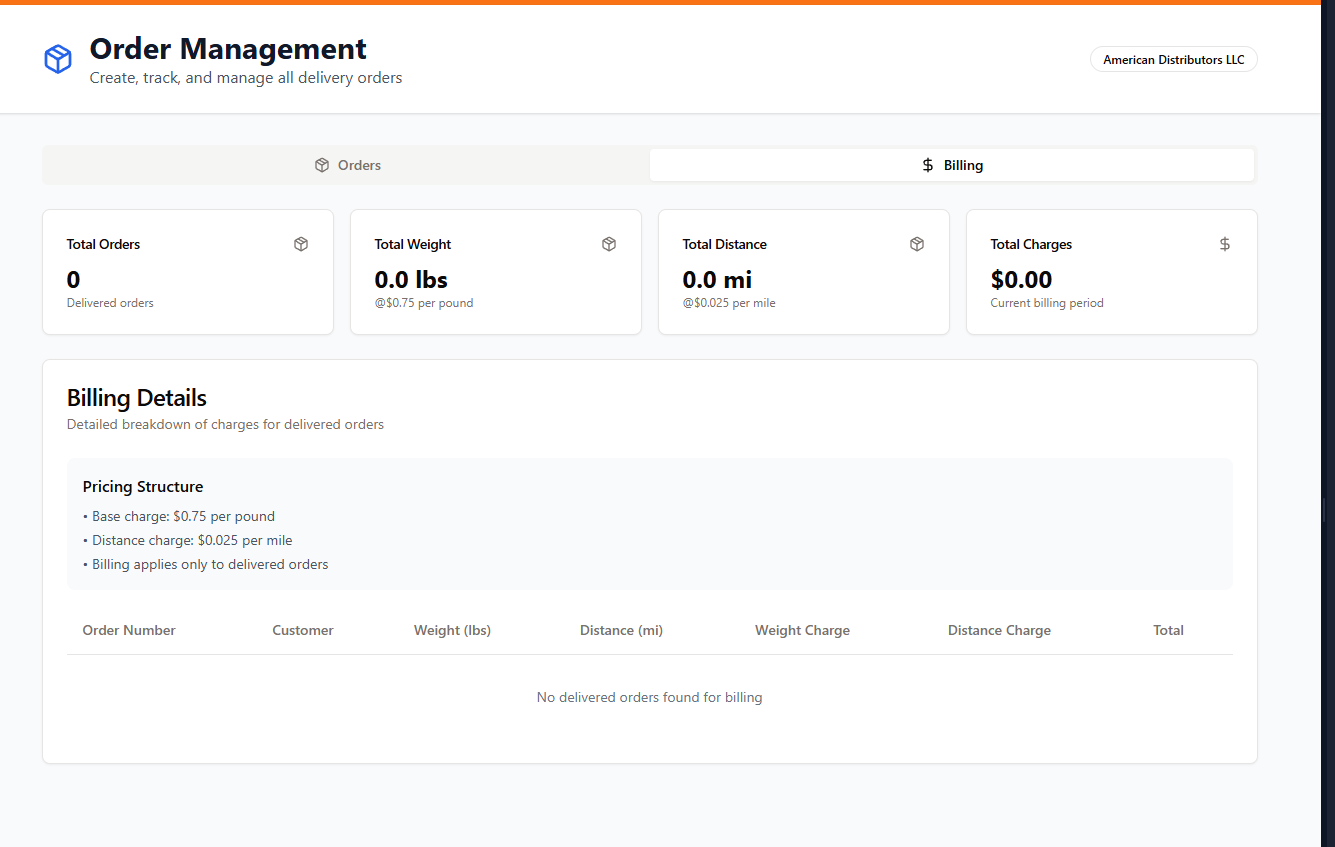 Order Management
Create, track, and manage all delivery orders
American Distributors LLC
Orders
Billing
Total Orders
0
Delivered orders
Total Weight
0.0 lbs
@$0.75 per pound
Total Distance
0.0 mi
@$0.025 per mile
Total Charges
$0.00
Current billing period
Billing Details
Detailed breakdown of charges for delivered orders
Pricing Structure
• Base charge: $0.75 per pound
• Distance charge: $0.025 per mile
• Billing applies only to delivered orders
Order Number Customer Weight (lbs) Distance (mi) Weight Charge Distance Charge Total
No delivered orders found for billing